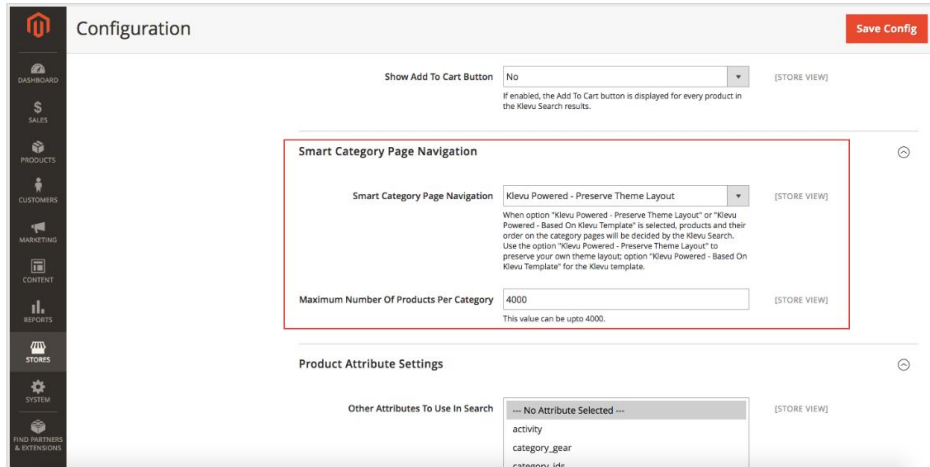 Configuration
Save Config
DASHBOARD
SALES
PRODUCTS
CUSTOMERS
MARKETING
CONTENT
REPORTS
STORES
SYSTEM
FIND PARTNERS
& EXTENSIONS
Show Add To Cart Button No [STORE VIEW]
If enabled, the Add To Cart button is displayed for every product in
the Klevu Search results.
Smart Category Page Navigation
Smart Category Page Navigation Klevu Powered - Preserve Theme Layout [STORE VIEW]
When option "Klevu Powered - Preserve Theme Layout" or "Klevu
Powered - Based On Klevu Template" is selected, products and their
order on the category pages will be decided by the Klevu Search.
Use the option "Klevu Powered - Preserve Theme Layout" to
preserve your own theme layout; option "Klevu Powered - Based On
Klevu Template" for the Klevu template.
Maximum Number Of Products Per Category 4000 [STORE VIEW]
This value can be upto 4000.
Product Attribute Settings
Other Attributes To Use In Search --- No Attribute Selected --- [STORE VIEW]
activity
category_gear
category_ids